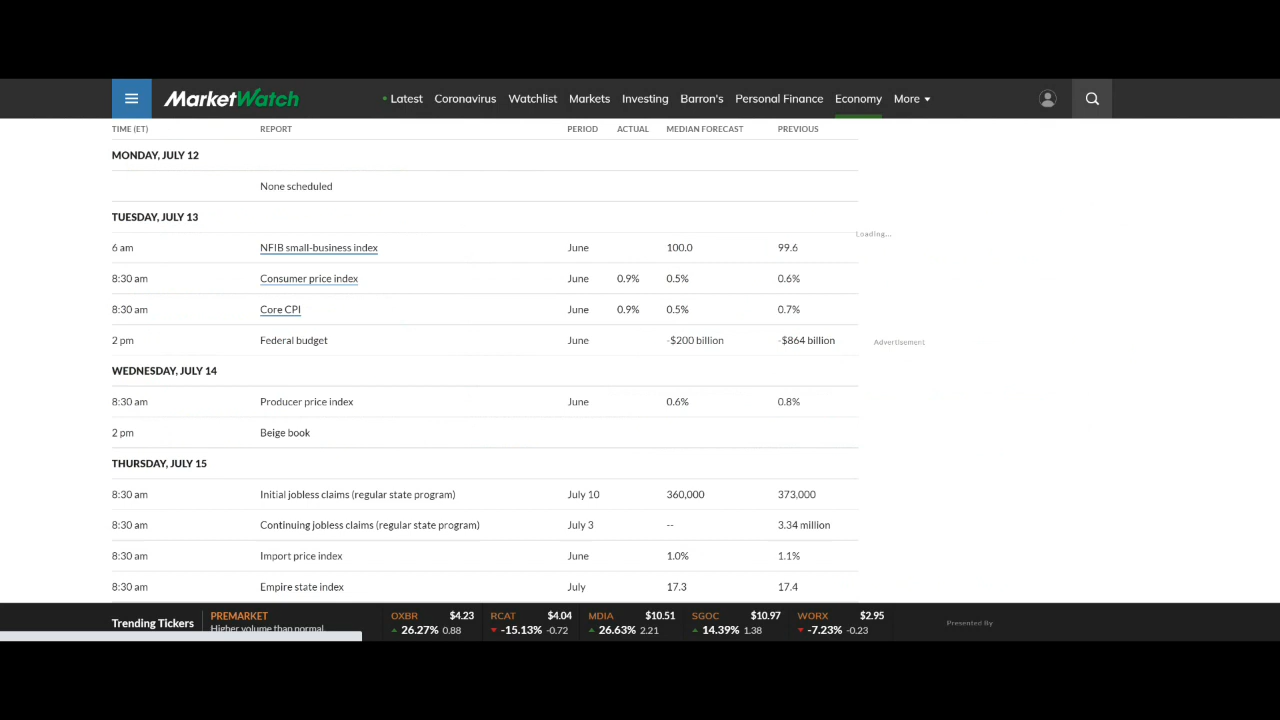 MarketWatch Latest Coronavirus Watchlist Markets Investing Barron's Personal Finance Economy More
TIME (ET) REPORT PERIOD ACTUAL MEDIAN FORECAST PREVIOUS
MONDAY, JULY 12
None scheduled
TUESDAY, JULY 13
6 am NFIB small-business index June 100.0 99.6
Loading...
8:30 am Consumer price index June 0.9% 0.5% 0.6%
8:30 am Core CPI June 0.9% 0.5% 0.7%
2 pm Federal budget June -$200 billion -$864 billion
Advertisement
WEDNESDAY, JULY 14
8:30 am Producer price index June 0.6% 0.8%
2 pm Beige book
THURSDAY, JULY 15
8:30 am Initial jobless claims (regular state program) July 10 360,000 373,000
8:30 am Continuing jobless claims (regular state program) July 3 -- 3.34 million
8:30 am Import price index June 1.0% 1.1%
8:30 am Empire state index July 17.3 17.4
Trending Tickers PREMARKET OXBR $4.23 RCAT $4.04 MDIA $10.51 SGOC $10.97 WORX $2.95
Higher volume than normal 26.27% 0.88 -15.13% -0.72 26.63% 2.21 14.39% 1.38 -7.23% -0.23 Presented By